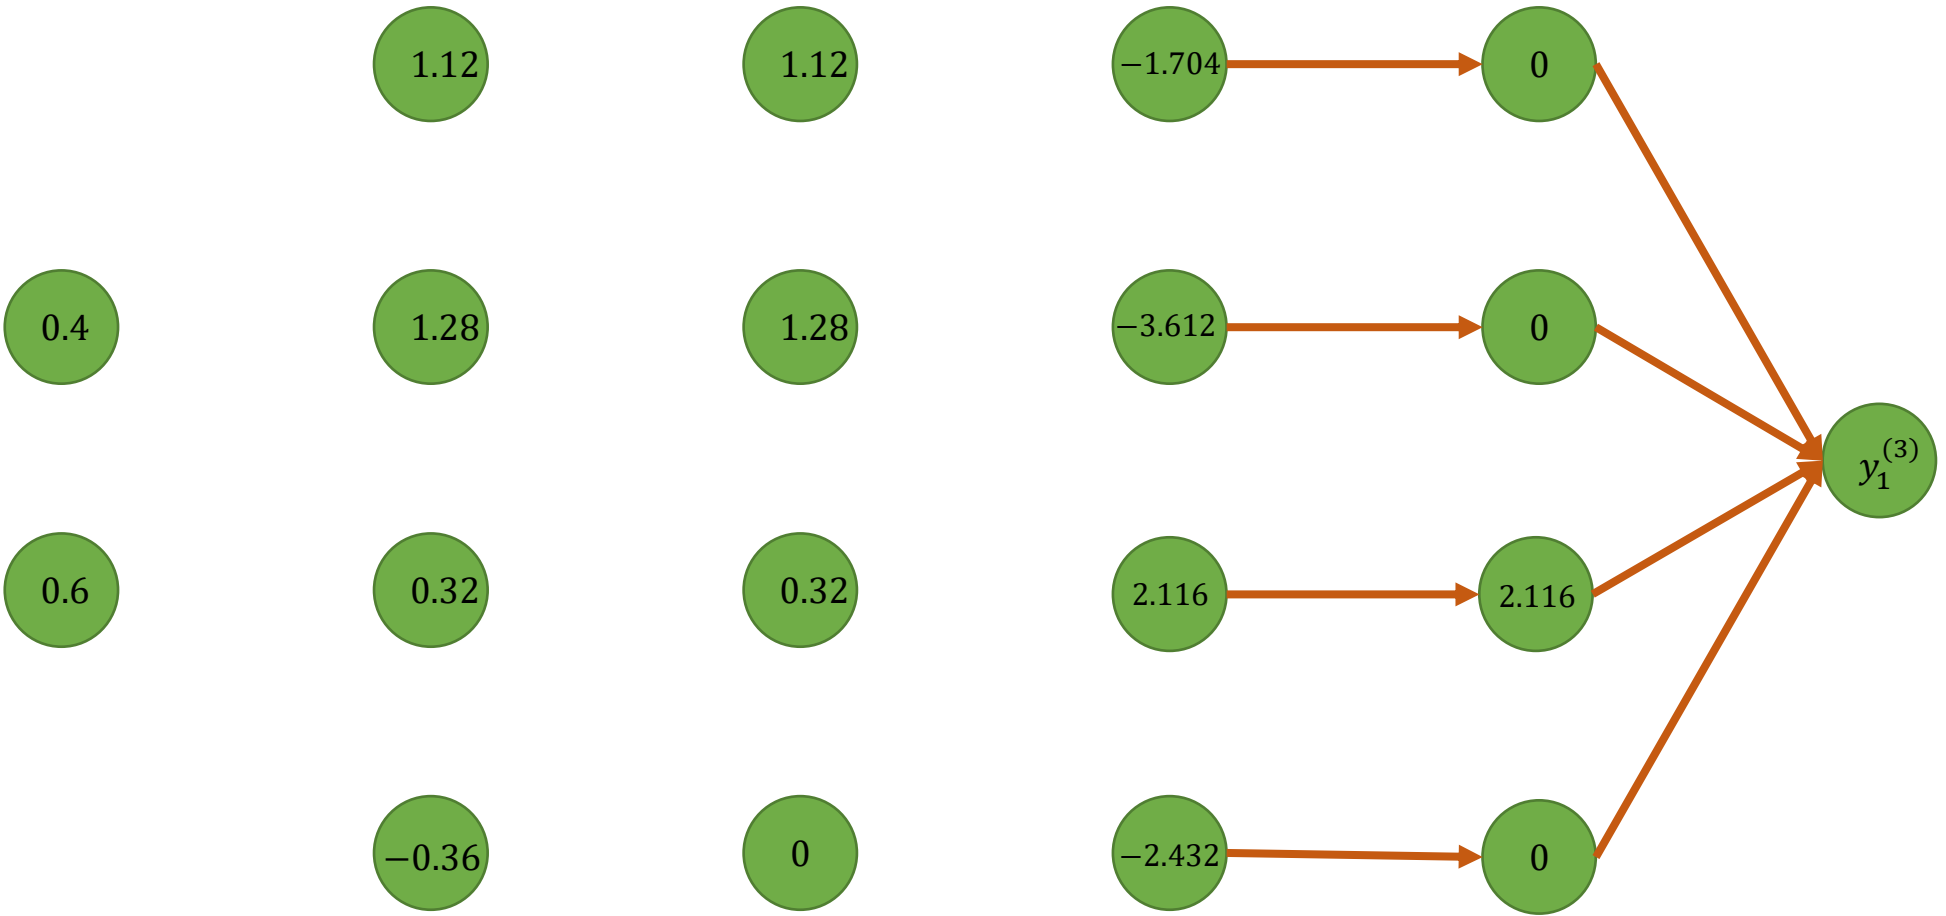 1.12 1.12 −1.704 0
0.4 1.28 1.28 −3.612 0
y₁⁽³⁾
0.6 0.32 0.32 2.116 2.116
−0.36 0 −2.432 0